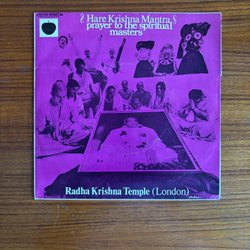 Hare Krishna Mantra,
prayer to the spiritual
masters
Radha Krishna Temple (London)